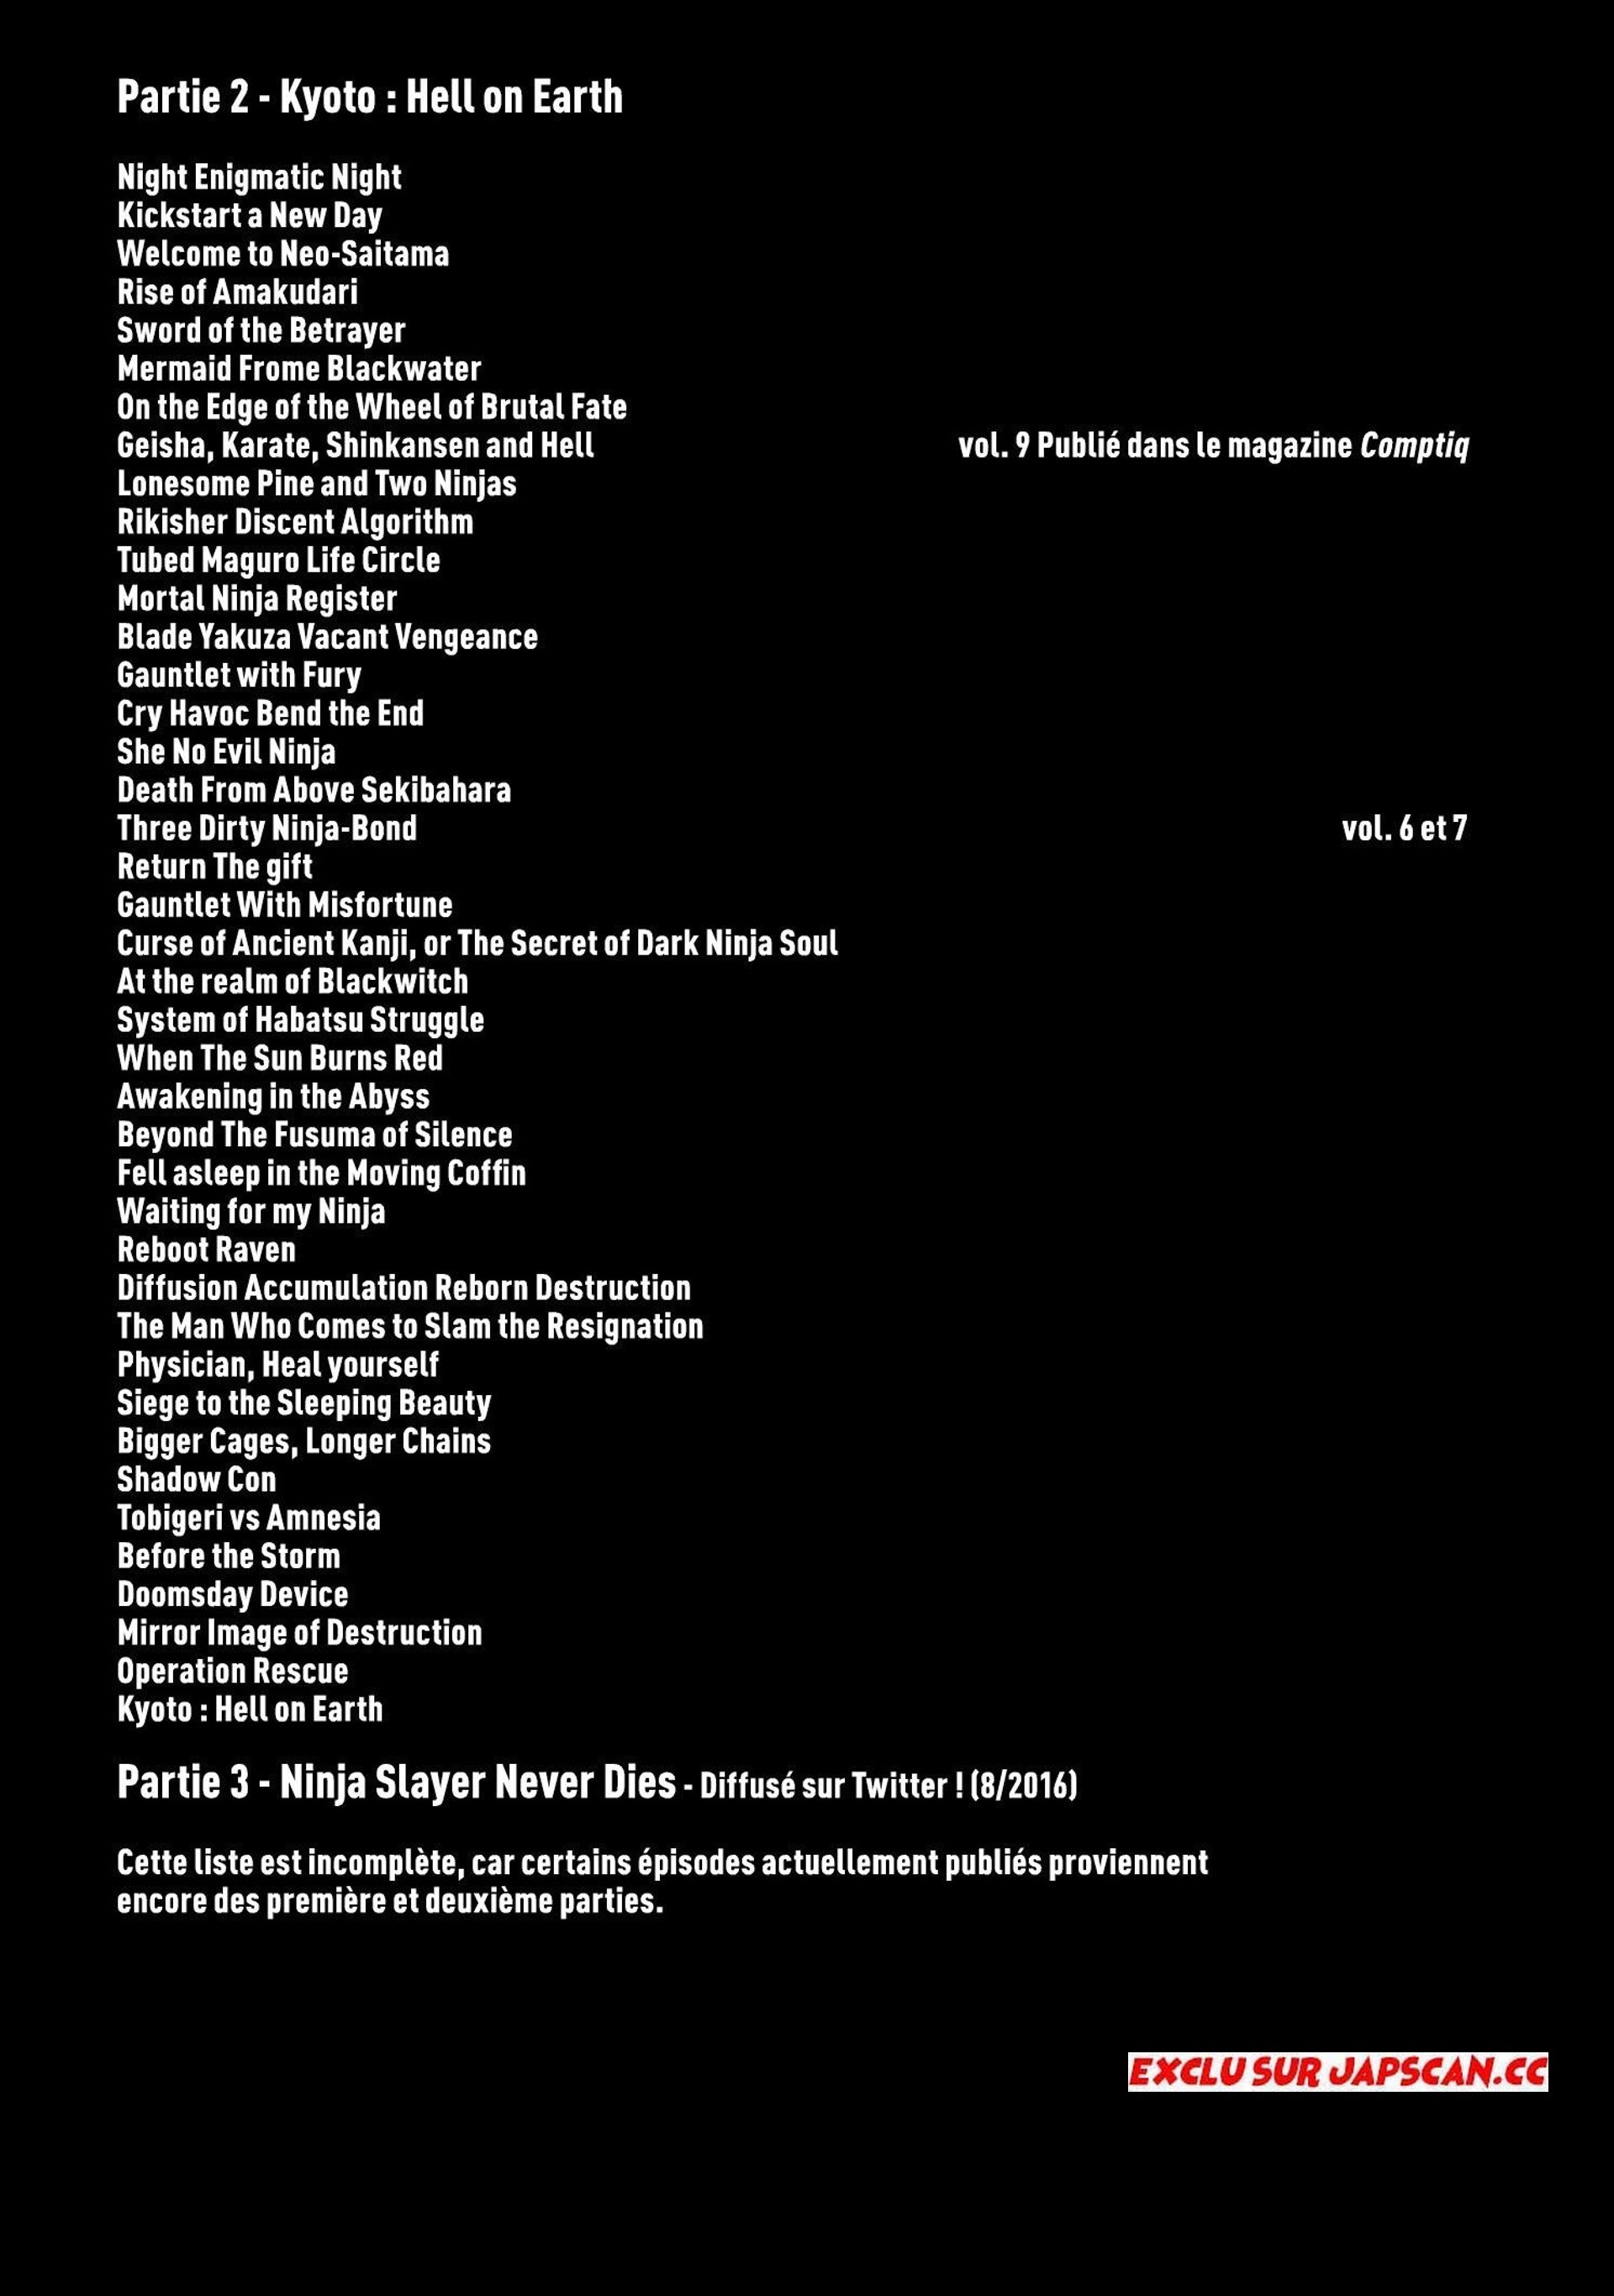 Partie 2 - Kyoto : Hell on Earth
Night Enigmatic Night
Kickstart a New Day
Welcome to Neo-Saitama
Rise of Amakudari
Sword of the Betrayer
Mermaid Frome Blackwater
On the Edge of the Wheel of Brutal Fate
Geisha, Karate, Shinkansen and Hell vol. 9 Publié dans le magazine Comptiq
Lonesome Pine and Two Ninjas
Rikisher Discent Algorithm
Tubed Maguro Life Circle
Mortal Ninja Register
Blade Yakuza Vacant Vengeance
Gauntlet with Fury
Cry Havoc Bend the End
She No Evil Ninja
Death From Above Sekibahara
Three Dirty Ninja-Bond vol. 6 et 7
Return The gift
Gauntlet With Misfortune
Curse of Ancient Kanji, or The Secret of Dark Ninja Soul
At the realm of Blackwitch
System of Habatsu Struggle
When The Sun Burns Red
Awakening in the Abyss
Beyond The Fusuma of Silence
Fell asleep in the Moving Coffin
Waiting for my Ninja
Reboot Raven
Diffusion Accumulation Reborn Destruction
The Man Who Comes to Slam the Resignation
Physician, Heal yourself
Siege to the Sleeping Beauty
Bigger Cages, Longer Chains
Shadow Con
Tobigeri vs Amnesia
Before the Storm
Doomsday Device
Mirror Image of Destruction
Operation Rescue
Kyoto : Hell on Earth
Partie 3 - Ninja Slayer Never Dies - Diffusé sur Twitter ! (8/2016)
Cette liste est incomplète, car certains épisodes actuellement publiés proviennent
encore des première et deuxième parties.
EXCLU SUR JAPSCAN.CC